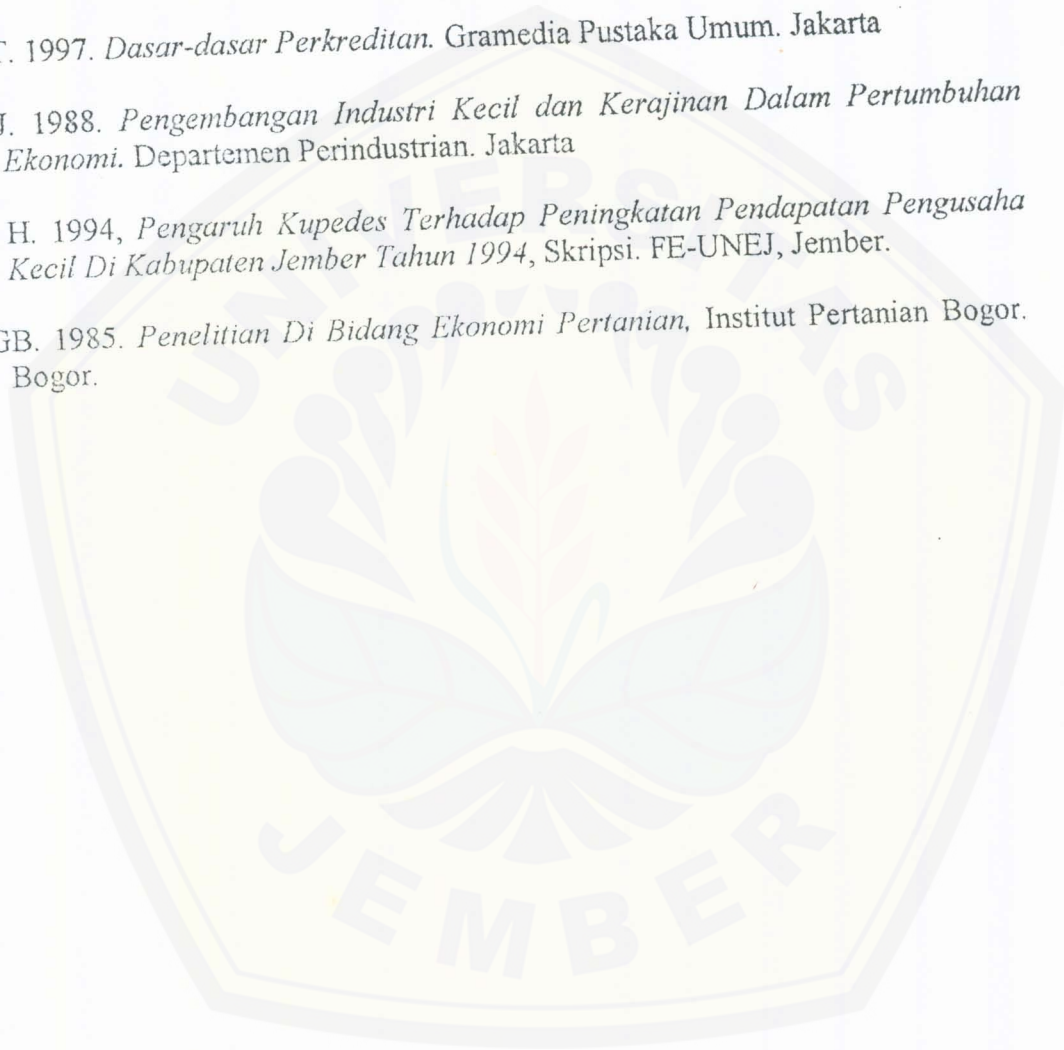 T. 1997. Dasar-dasar Perkreditan. Gramedia Pustaka Umum. Jakarta
J. 1988. Pengembangan Industri Kecil dan Kerajinan Dalam Pertumbuhan
Ekonomi. Departemen Perindustrian. Jakarta
H. 1994, Pengaruh Kupedes Terhadap Peningkatan Pendapatan Pengusaha
Kecil Di Kabupaten Jember Tahun 1994, Skripsi. FE-UNEJ, Jember.
GB. 1985. Penelitian Di Bidang Ekonomi Pertanian, Institut Pertanian Bogor.
Bogor.
UNIVERSITAS
JEMBER